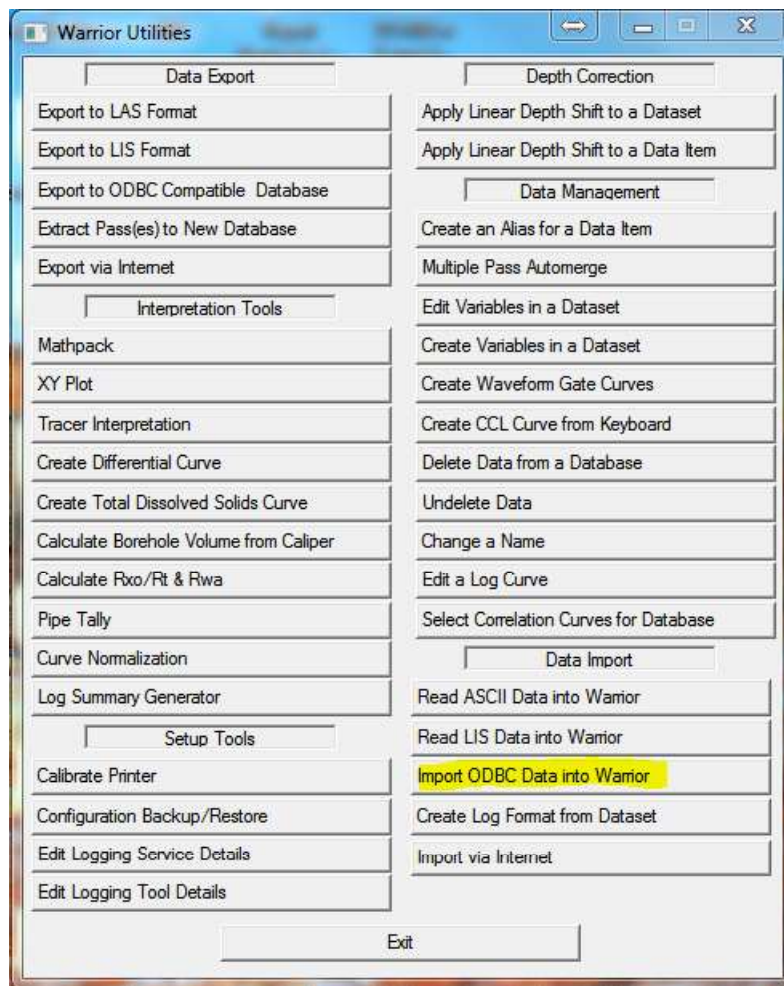 Warrior Utilities
Data Export
Export to LAS Format
Export to LIS Format
Export to ODBC Compatible Database
Extract Pass(es) to New Database
Export via Internet
Interpretation Tools
Mathpack
XY Plot
Tracer Interpretation
Create Differential Curve
Create Total Dissolved Solids Curve
Calculate Borehole Volume from Caliper
Calculate Rxo/Rt & Rwa
Pipe Tally
Curve Normalization
Log Summary Generator
Setup Tools
Calibrate Printer
Configuration Backup/Restore
Edit Logging Service Details
Edit Logging Tool Details
Depth Correction
Apply Linear Depth Shift to a Dataset
Apply Linear Depth Shift to a Data Item
Data Management
Create an Alias for a Data Item
Multiple Pass Automerge
Edit Variables in a Dataset
Create Variables in a Dataset
Create Waveform Gate Curves
Create CCL Curve from Keyboard
Delete Data from a Database
Undelete Data
Change a Name
Edit a Log Curve
Select Correlation Curves for Database
Data Import
Read ASCII Data into Warrior
Read LIS Data into Warrior
Import ODBC Data into Warrior
Create Log Format from Dataset
Import via Internet
Exit